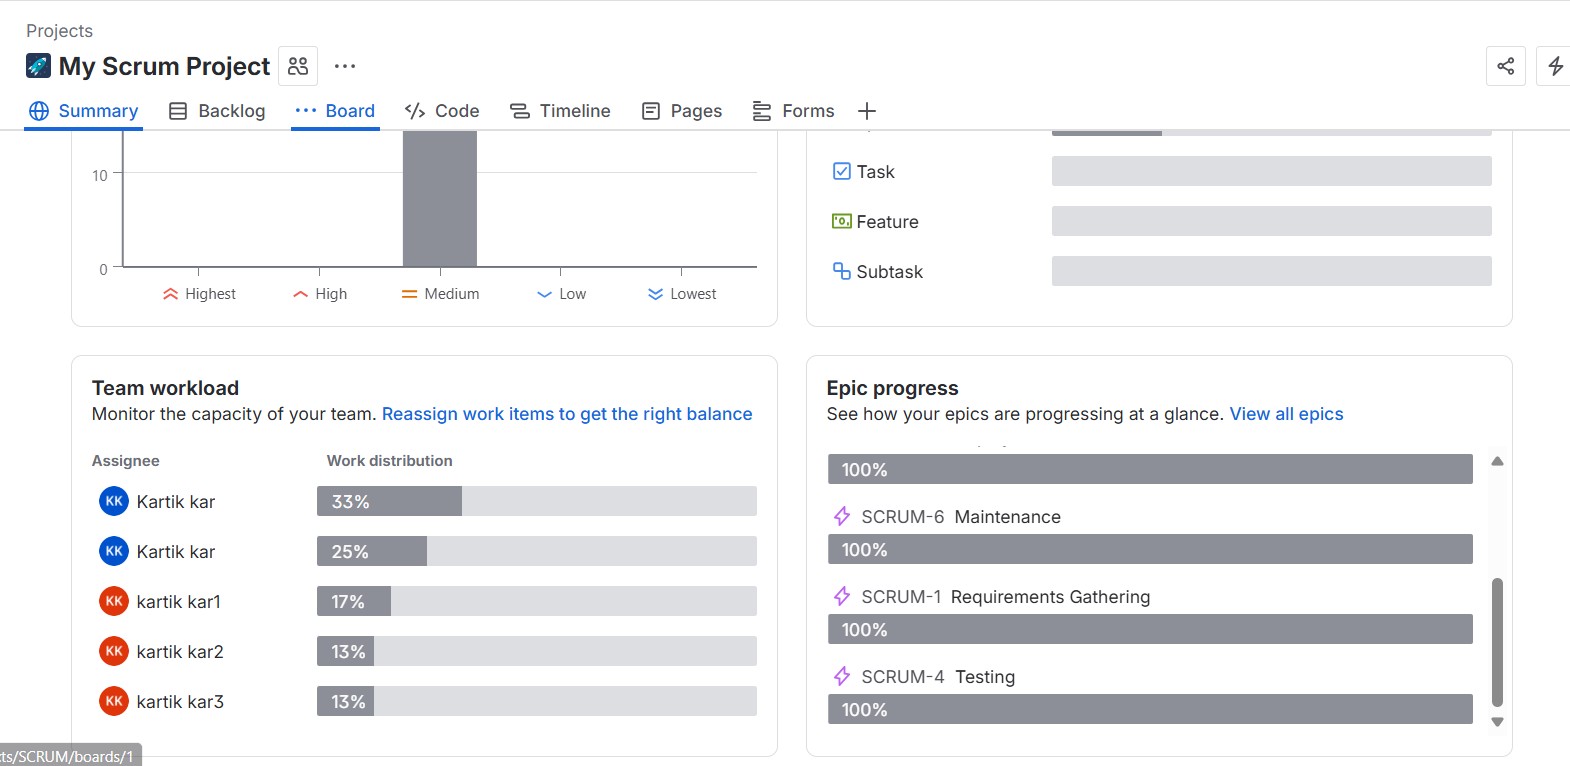 Projects
My Scrum Project
Summary Backlog Board Code Timeline Pages Forms
10
0
Highest High Medium Low Lowest
Task
Feature
Subtask
Team workload
Monitor the capacity of your team. Reassign work items to get the right balance
Assignee Work distribution
KK Kartik kar 33%
KK Kartik kar 25%
KK kartik kar1 17%
KK kartik kar2 13%
KK kartik kar3 13%
Epic progress
See how your epics are progressing at a glance. View all epics
100%
SCRUM-6 Maintenance
100%
SCRUM-1 Requirements Gathering
100%
SCRUM-4 Testing
100%
cts/SCRUM/boards/1